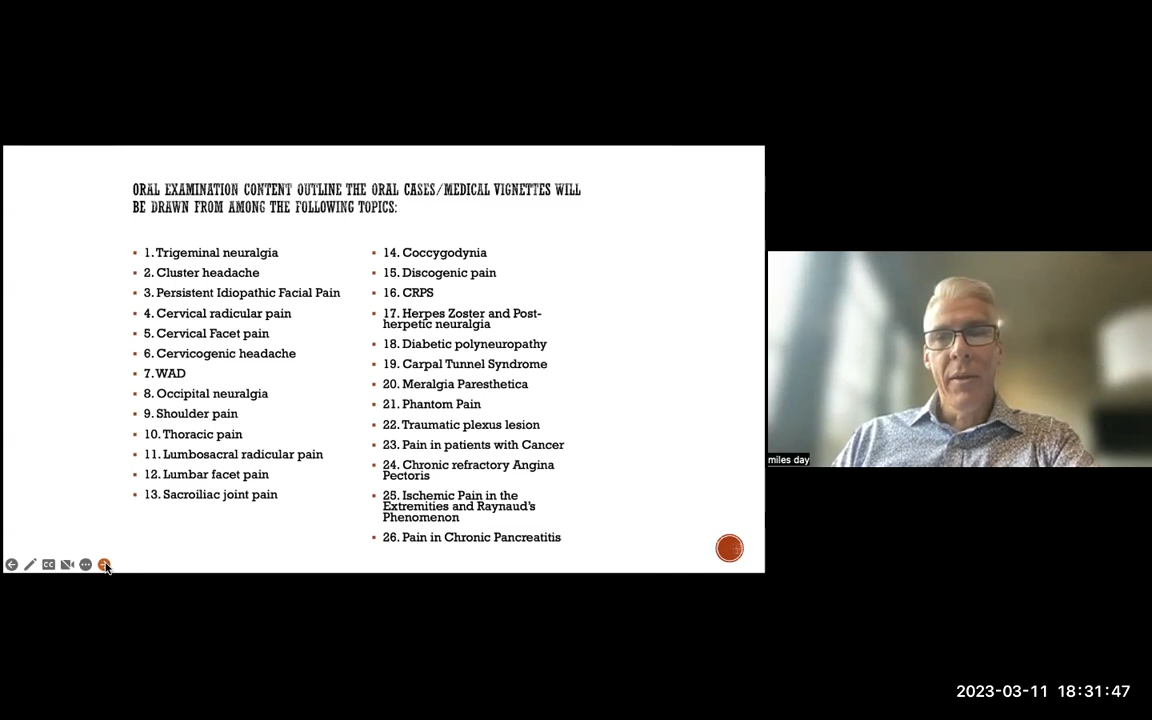 ORAL EXAMINATION CONTENT OUTLINE THE ORAL CASES/MEDICAL VIGNETTES WILL
BE DRAWN FROM AMONG THE FOLLOWING TOPICS:
1. Trigeminal neuralgia
2. Cluster headache
3. Persistent Idiopathic Facial Pain
4. Cervical radicular pain
5. Cervical Facet pain
6. Cervicogenic headache
7. WAD
8. Occipital neuralgia
9. Shoulder pain
10. Thoracic pain
11. Lumbosacral radicular pain
12. Lumbar facet pain
13. Sacroiliac joint pain
14. Coccygodynia
15. Discogenic pain
16. CRPS
17. Herpes Zoster and Post-
herpetic neuralgia
18. Diabetic polyneuropathy
19. Carpal Tunnel Syndrome
20. Meralgia Paresthetica
21. Phantom Pain
22. Traumatic plexus lesion
23. Pain in patients with Cancer
24. Chronic refractory Angina
Pectoris
25. Ischemic Pain in the
Extremities and Raynaud's
Phenomenon
26. Pain in Chronic Pancreatitis
CC
miles day
2023-03-11 18:31:47